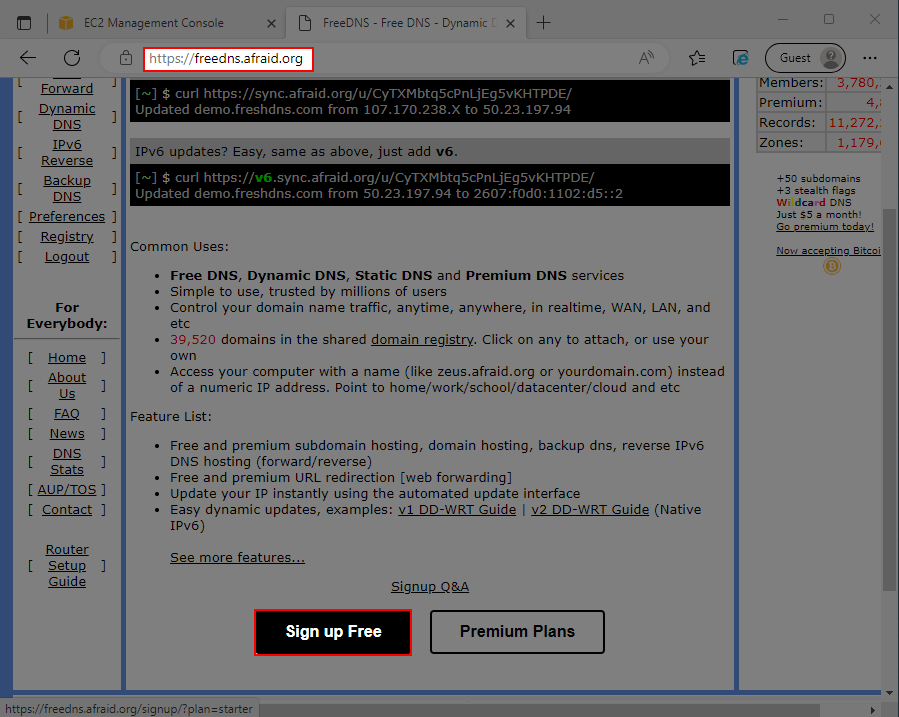 EC2 Management Console
FreeDNS - Free DNS - Dynamic D
https://freedns.afraid.org
Guest
[ Forward ]
[ Dynamic DNS ]
[ IPv6 Reverse ]
[ Backup DNS ]
[ Preferences ]
[ Registry ]
[ Logout ]
For
Everybody:
[ Home ]
[ About Us ]
[ FAQ ]
[ News ]
[ DNS Stats ]
[ AUP/TOS ]
[ Contact ]
[ Router Setup Guide ]
[~] $ curl https://sync.afraid.org/u/CyTXMbtq5cPnLjEg5vKHTPDE/
Updated demo.freshdns.com from 107.170.238.X to 50.23.197.94
IPv6 updates? Easy, same as above, just add v6.
[~] $ curl https://v6.sync.afraid.org/u/CyTXMbtq5cPnLjEg5vKHTPDE/
Updated demo.freshdns.com from 50.23.197.94 to 2607:f0d0:1102:d5::2
Common Uses:
• Free DNS, Dynamic DNS, Static DNS and Premium DNS services
• Simple to use, trusted by millions of users
• Control your domain name traffic, anytime, anywhere, in realtime, WAN, LAN, and
etc
• 39,520 domains in the shared domain registry. Click on any to attach, or use your
own
• Access your computer with a name (like zeus.afraid.org or yourdomain.com) instead
of a numeric IP address. Point to home/work/school/datacenter/cloud and etc
Feature List:
• Free and premium subdomain hosting, domain hosting, backup dns, reverse IPv6
DNS hosting (forward/reverse)
• Free and premium URL redirection [web forwarding]
• Update your IP instantly using the automated update interface
• Easy dynamic updates, examples: v1 DD-WRT Guide | v2 DD-WRT Guide (Native
IPv6)
See more features...
Signup Q&A
Sign up Free
Premium Plans
Members: 3,780,
Premium: 4,
Records: 11,272,
Zones: 1,179,
+50 subdomains
+3 stealth flags
Wildcard DNS
Just $5 a month!
Go premium today!
Now accepting Bitcoi
https://freedns.afraid.org/signup/?plan=starter